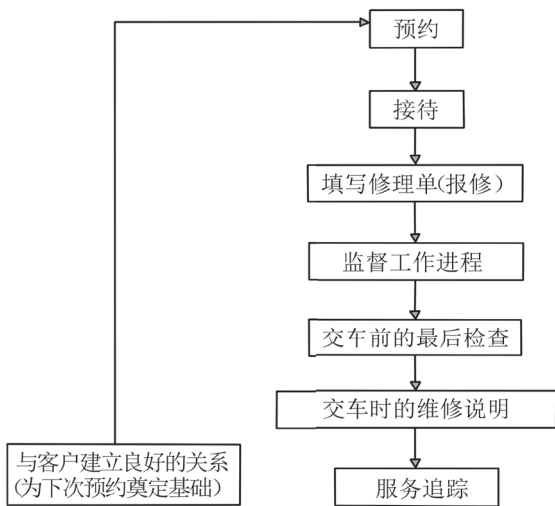 预约
接待
填写修理单(报修）
监督工作进程
交车前的最后检查
交车时的维修说明
与客户建立良好的关系
(为下次预约奠定基础）
服务追踪